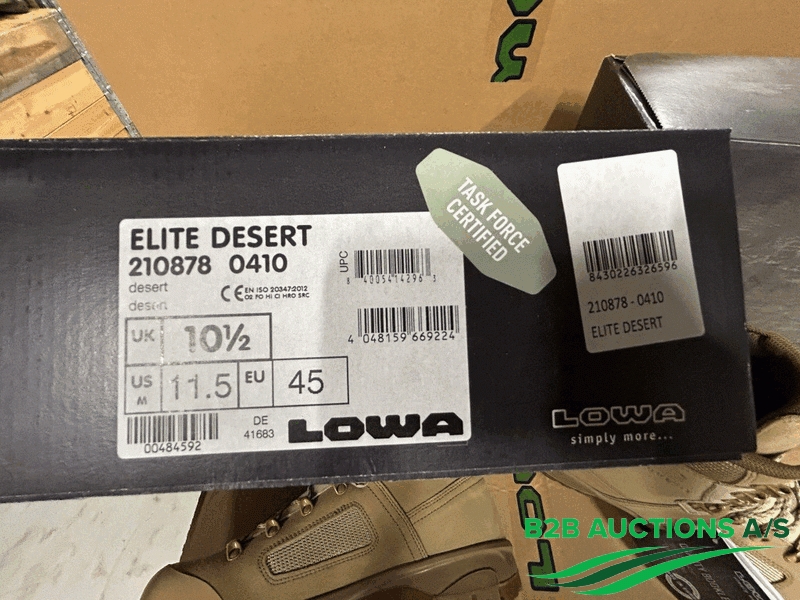 ELITE DESERT
210878 0410
desert
desert
CE EN ISO 20347:2012
O2 FO HI CI HRO SRC
UK 10½
US M 11.5 EU 45
00484592
DE
41683
LOWA
UPC
8 40054 14296 3
4 048159 669224
TASK FORCE
CERTIFIED
8430226326596
210878 - 0410
ELITE DESERT
LOWA
simply more...
B2B AUCTIONS A/S